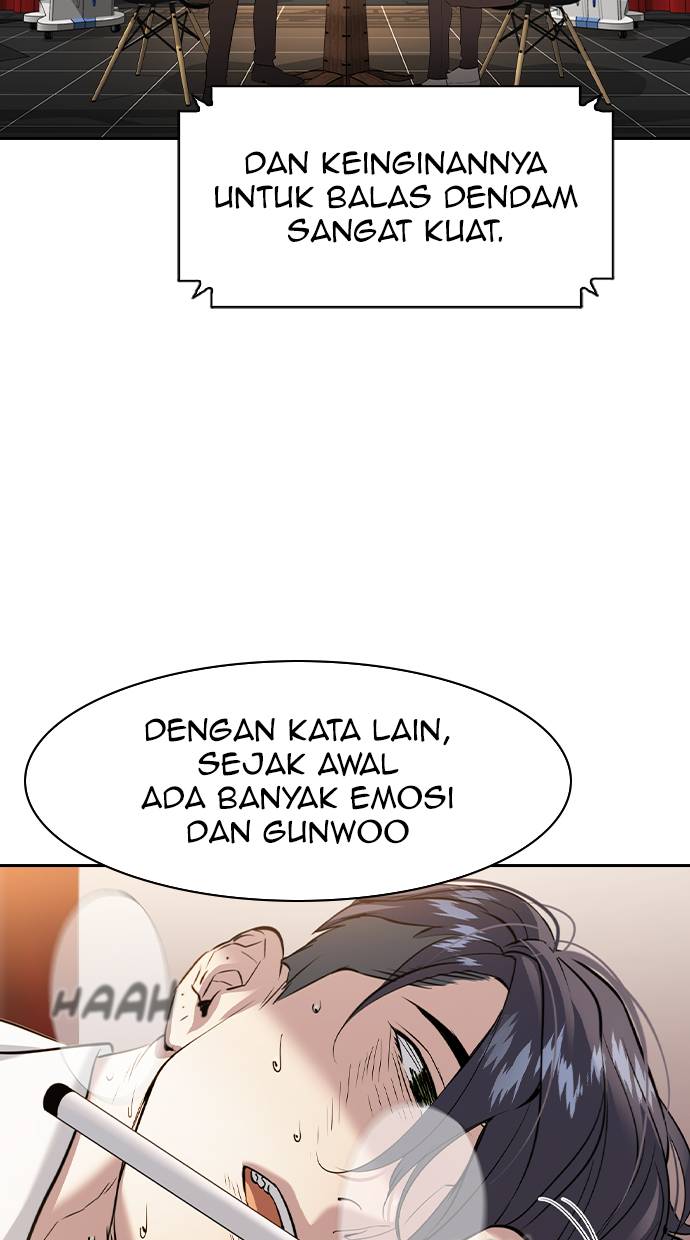 DAN KEINGINANNYA
UNTUK BALAS DENDAM
SANGAT KUAT.
DENGAN KATA LAIN,
SEJAK AWAL
ADA BANYAK EMOSI
DAN GUNWOO
HAAH